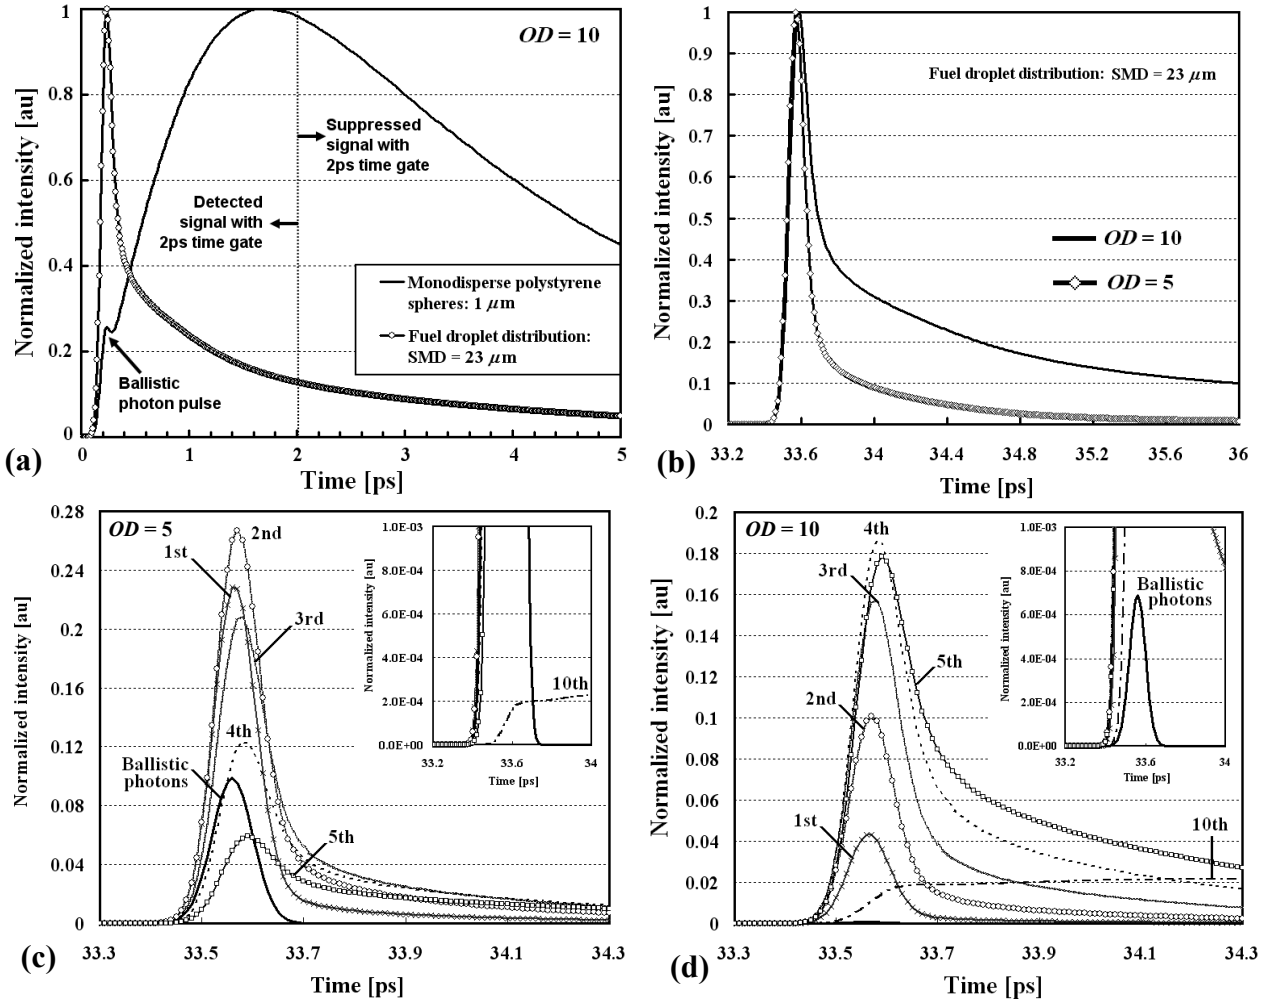 1
0.8
0.6
0.4
0.2
0
Normalized intensity [au]
OD = 10
Suppressed
signal with
2ps time gate
Detected
signal with
2ps time gate
Monodisperse polystyrene
spheres: 1 μm
Fuel droplet distribution:
SMD = 23 μm
Ballistic
photon pulse
0 1 2 3 4 5
Time [ps]
(a)
1
0.9
0.8
0.7
0.6
0.5
0.4
0.3
0.2
0.1
0
Normalized intensity [au]
Fuel droplet distribution: SMD = 23 μm
OD = 10
OD = 5
33.2 33.6 34 34.4 34.8 35.2 35.6 36
Time [ps]
(b)
0.28
0.24
0.2
0.16
0.12
0.08
0.04
0
Normalized intensity [au]
OD = 5
1st
2nd
3rd
4th
Ballistic
photons
5th
1.0E-03
8.0E-04
6.0E-04
4.0E-04
2.0E-04
0.0E+00
Normalized intensity [au]
10th
33.2 33.6 34
Time [ps]
33.3 33.5 33.7 33.9 34.1 34.3
Time [ps]
(c)
0.2
0.18
0.16
0.14
0.12
0.1
0.08
0.06
0.04
0.02
0
Normalized intensity [au]
OD = 10
4th
3rd
5th
2nd
1st
10th
1.0E-03
8.0E-04
6.0E-04
4.0E-04
2.0E-04
0.0E+00
Normalized intensity [au]
Ballistic
photons
33.2 33.6 34
Time [ps]
33.3 33.5 33.7 33.9 34.1 34.3
Time [ps]
(d)